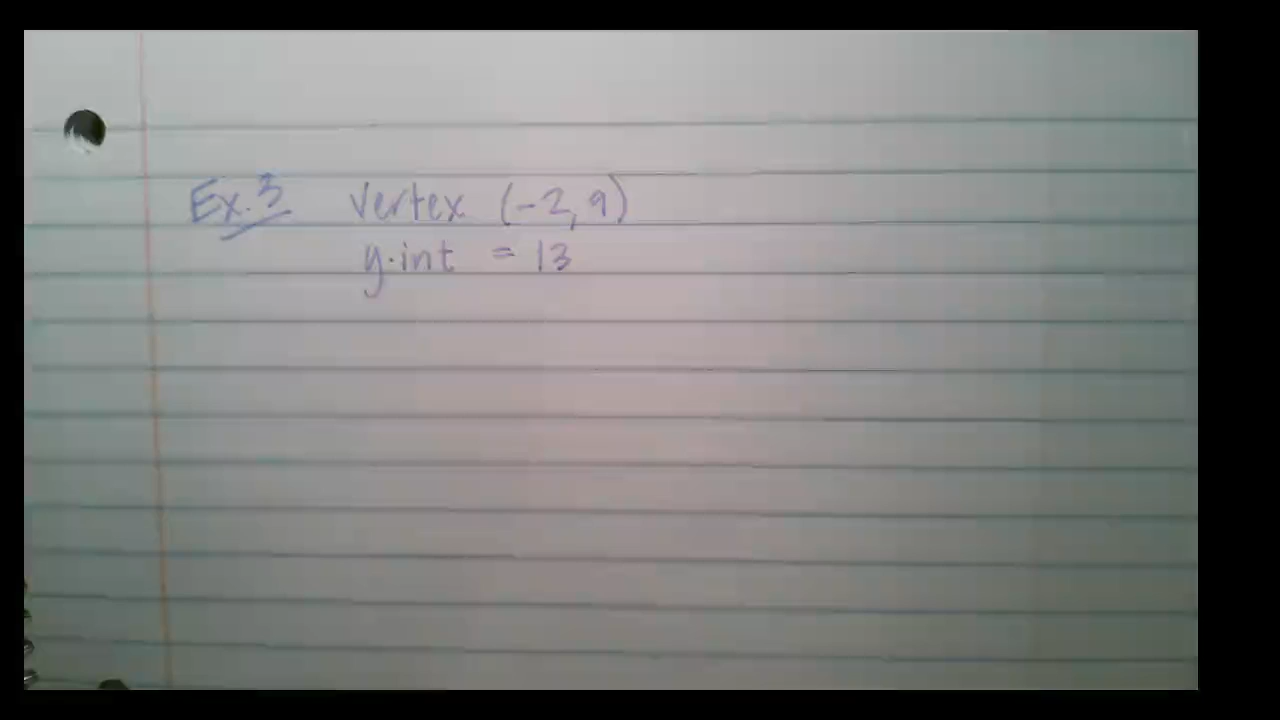 Ex. 3 Vertex (-2, 9)
y-int = 13